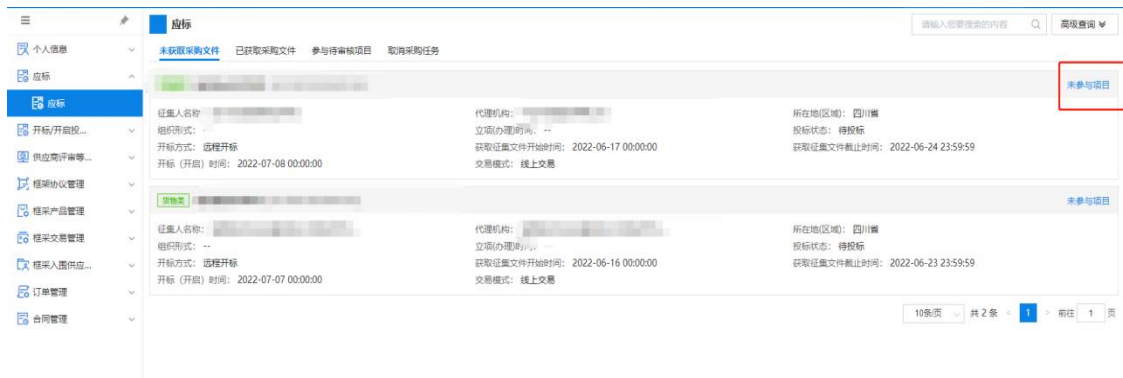 应标
请输入您要搜索的内容
高级查询
个人信息
未获取采购文件 已获取采购文件 参与待审核项目 取消采购任务
应标
未参与项目
应标
征集人名称
代理机构:
所在地(区域): 四川省
开标/开启投...
组织形式:
立项(办理)时间: --
投标状态: 待投标
供应商评审等...
开标方式: 远程开标
获取征集文件开始时间: 2022-06-17 00:00:00
获取征集文件截止时间: 2022-06-24 23:59:59
开标 (开启) 时间: 2022-07-08 00:00:00
交易模式: 线上交易
框架协议管理
货物类
未参与项目
框采产品管理
征集人名称:
代理机构:
所在地(区域): 四川省
框采交易管理
组织形式: --
立项(办理)时
投标状态: 待投标
框采入围供应...
开标方式: 远程开标
获取征集文件开始时间: 2022-06-16 00:00:00
获取征集文件截止时间: 2022-06-23 23:59:59
开标 (开启) 时间: 2022-07-07 00:00:00
交易模式: 线上交易
订单管理
10条/页 共 2 条 < 1 > 前往 1 页
合同管理